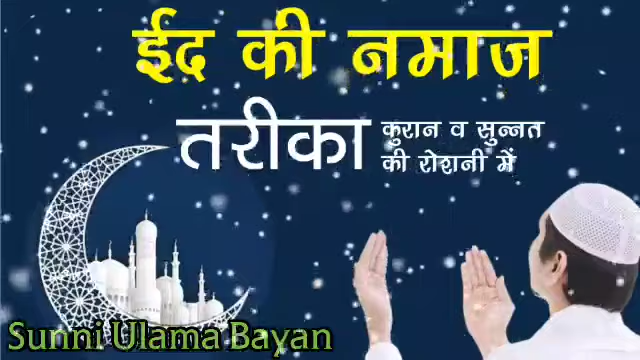 ईद की नमाज
तरीका
कुरान व सुन्नत
की रोशनी में
Sunni Ulama Bayan